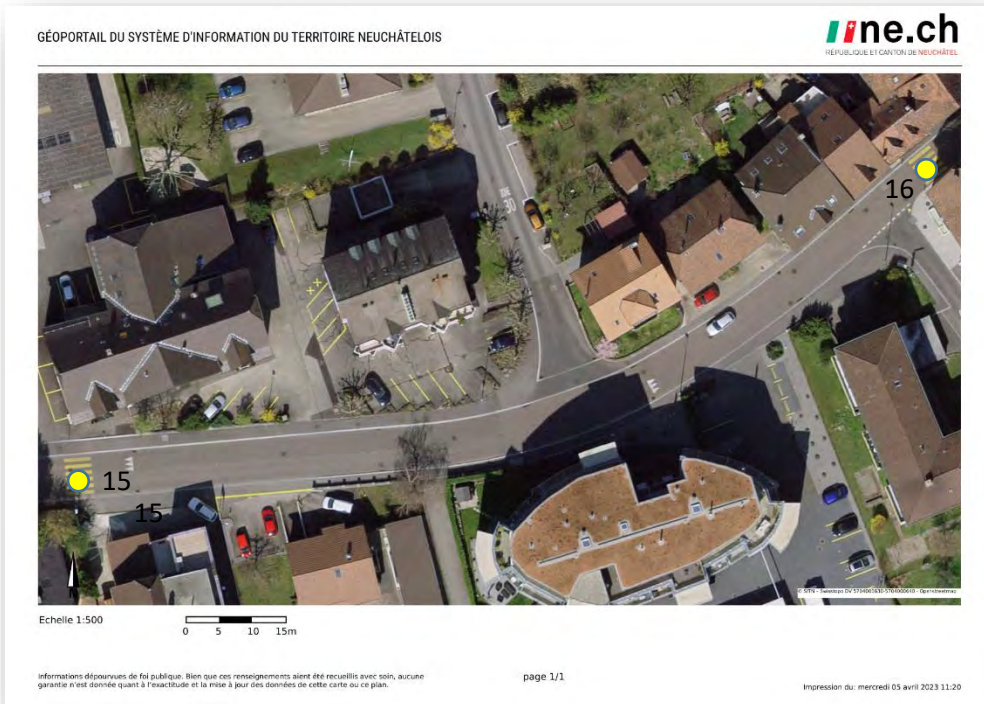 GÉOPORTAIL DU SYSTÈME D'INFORMATION DU TERRITOIRE NEUCHÂTELOIS
ne.ch
RÉPUBLIQUE ET CANTON DE NEUCHÂTEL
16
15
15
N
Echelle 1:500
0 5 10 15m
Informations dépourvues de foi publique. Bien que ces renseignements aient été recueillis avec soin, aucune
garantie n'est donnée quant à l'exactitude et la mise à jour des données de cette carte ou ce plan.
page 1/1
Impression du: mercredi 05 avril 2023 11:20